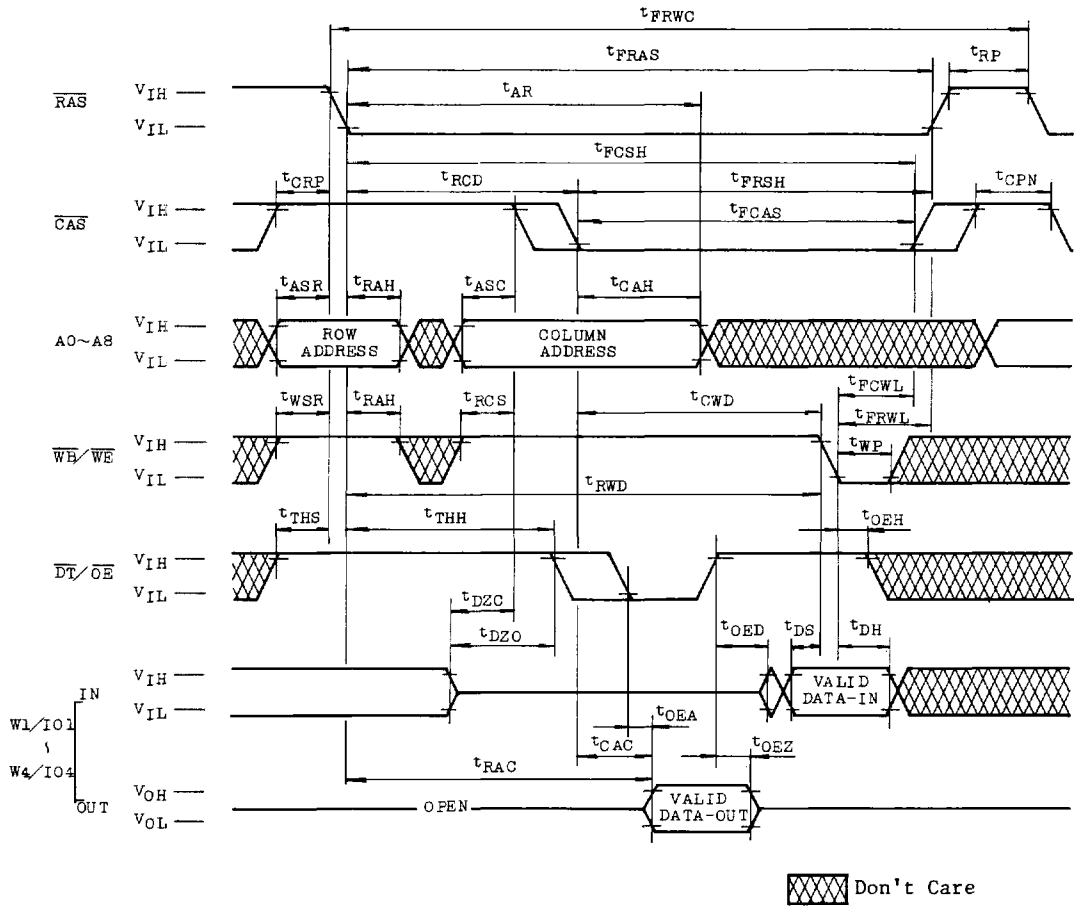 tFRWC
tFRAS tRP
tAR
RAS VIH
VIL
tFCSH
tCRP tRCD tFRSH tCPN
CAS VIH
tFCAS
VIL
tASR tRAH tASC tCAH
A0~A8 VIH
ROW ADDRESS COLUMN ADDRESS
VIL
tWSR tRAH tRCS tCWD tFCWL
tFRWL
WB/WE VIH
tWP
VIL
tRWD
tTHS tTHH tOEH
DT/OE VIH
VIL
tDZC
tDZO tOED tDS tDH
IN VIH
VALID DATA-IN
VIL
W1/IO1
~
W4/IO4
tOEA
tCAC tOEZ
tRAC
OUT VOH
OPEN VALID DATA-OUT
VOL
Don't Care